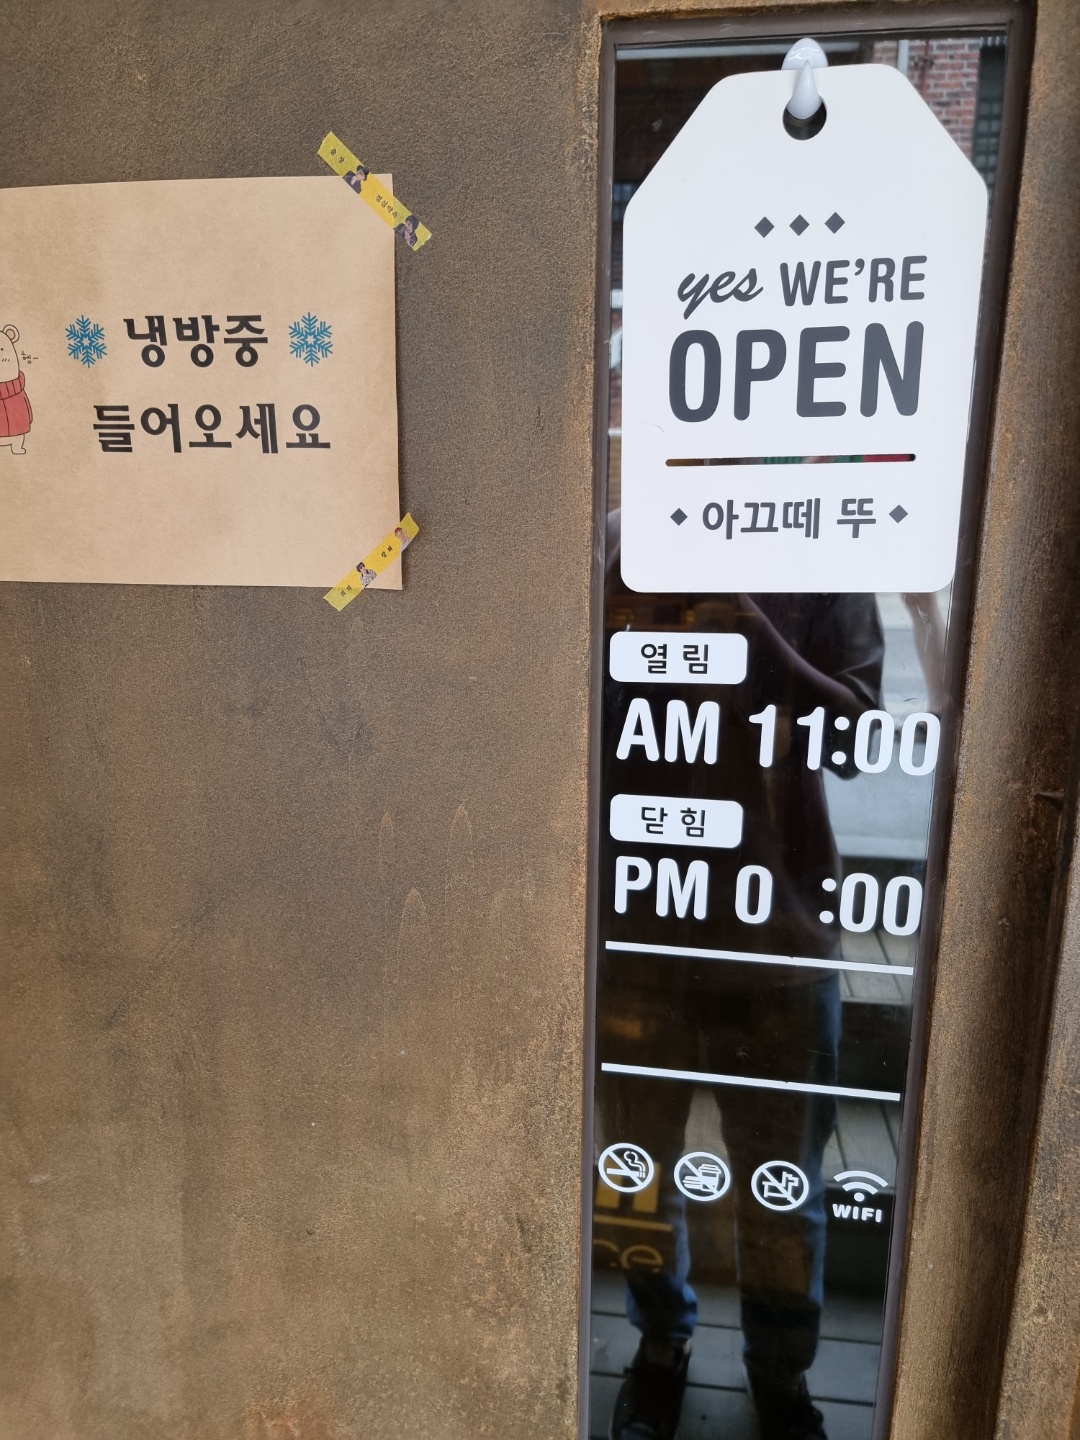 냉방중
들어오세요
yes WE'RE
OPEN
아끄떼 뚜
열림
AM 11:00
닫힘
PM 0 :00
WIFI
ce